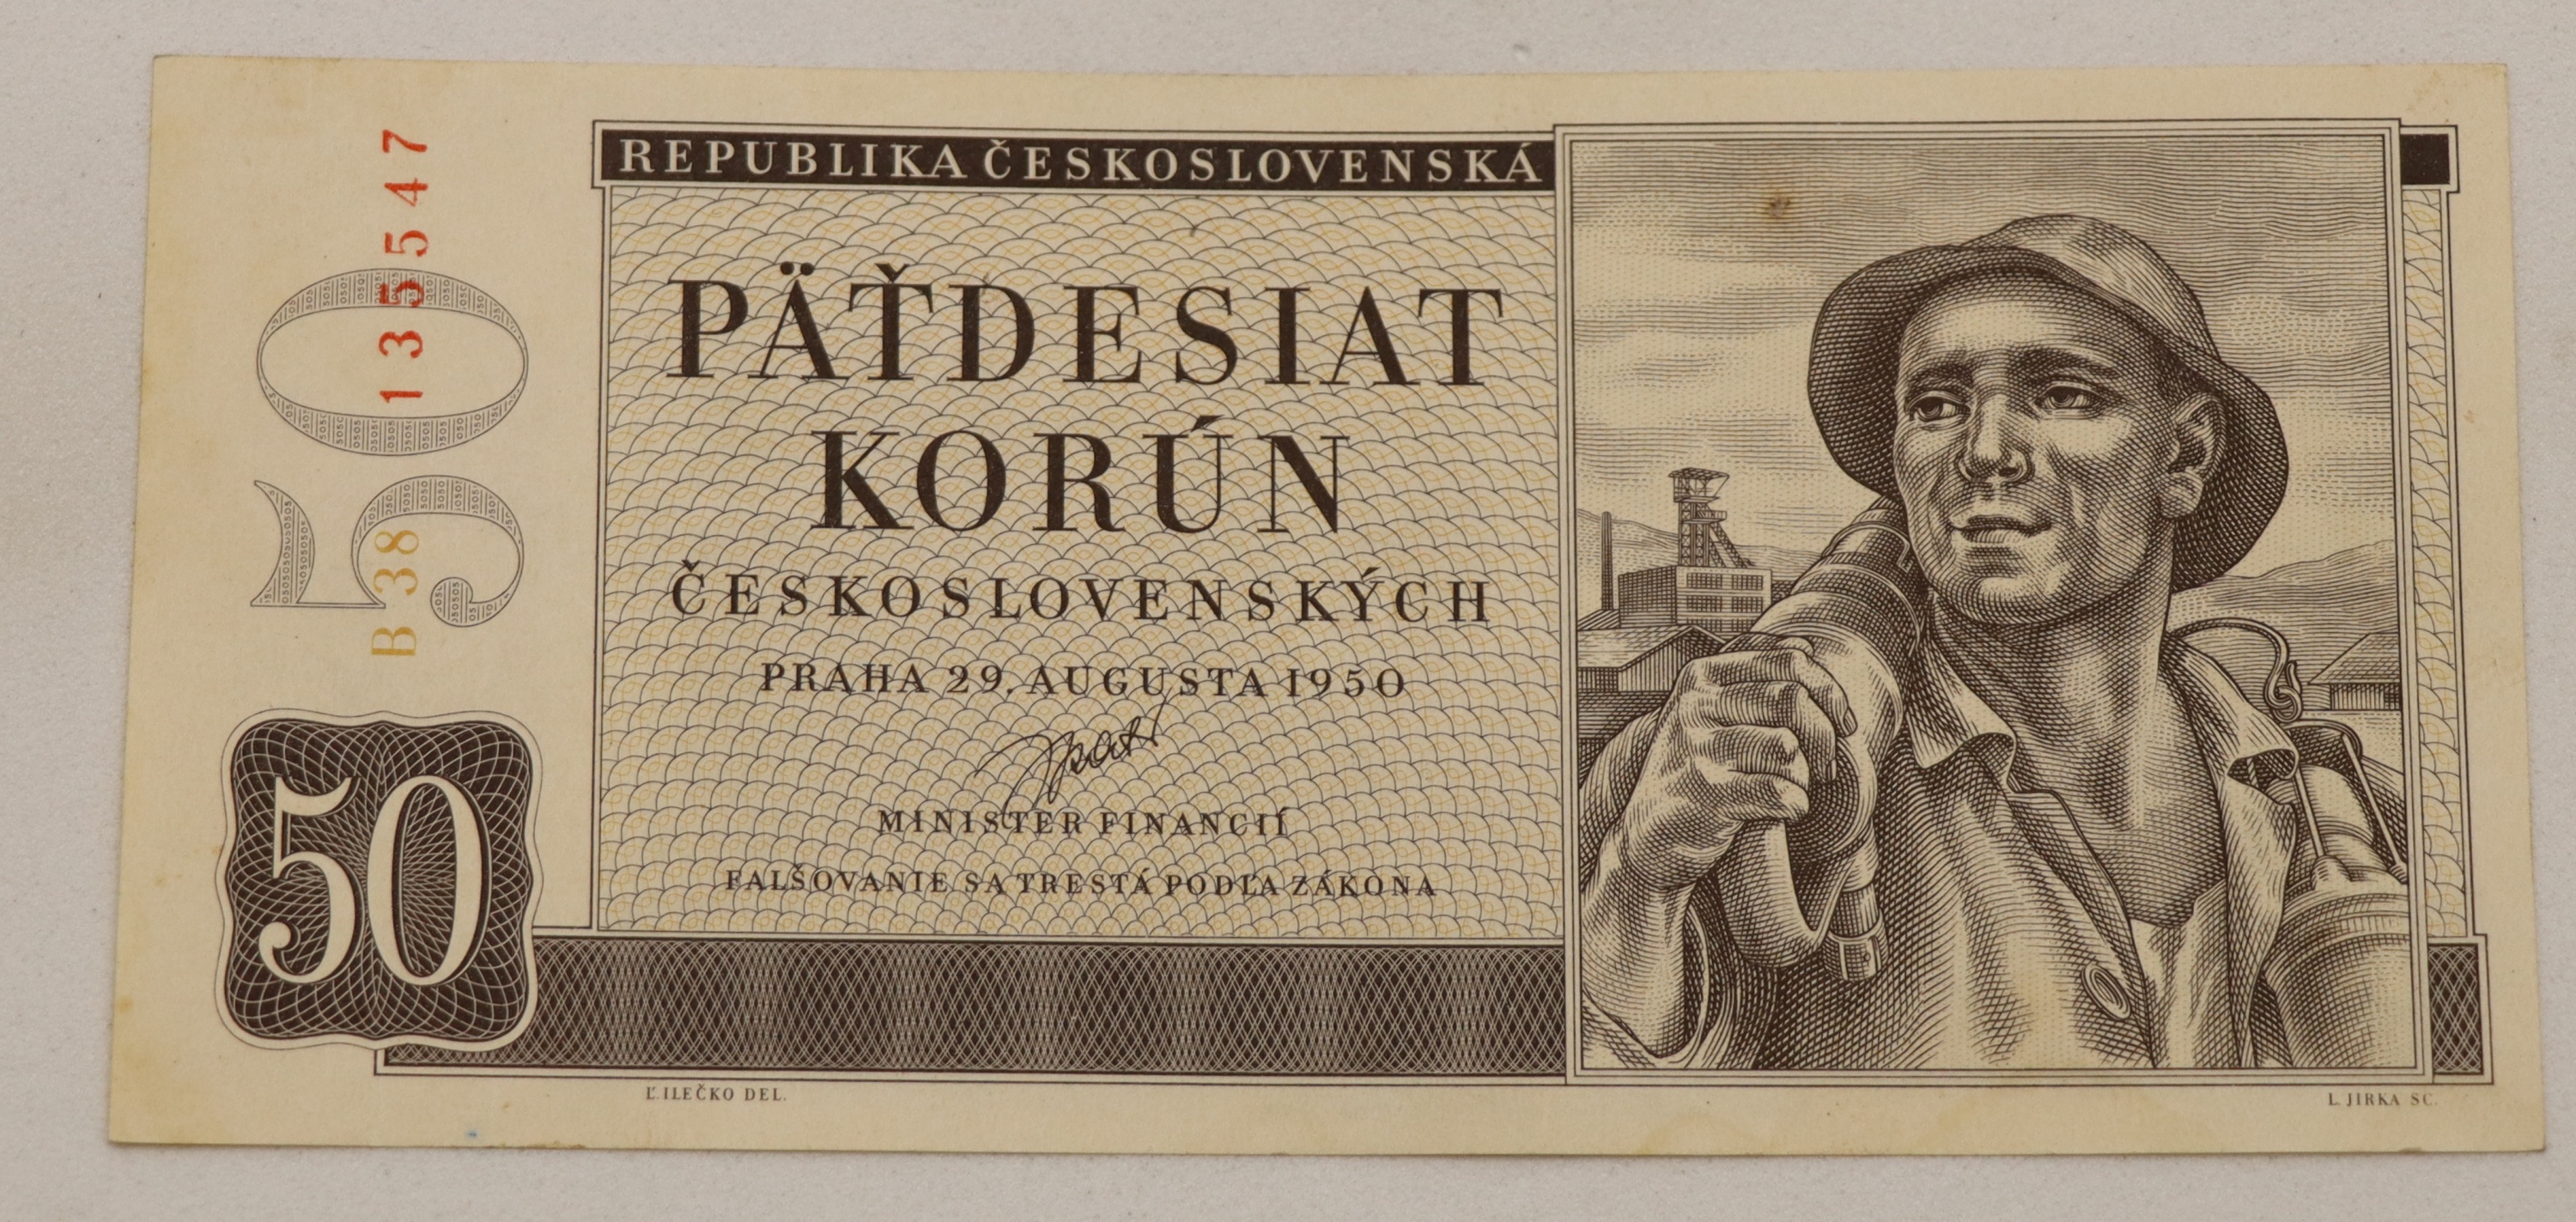 REPUBLIKA ČESKOSLOVENSKÁ
PÄŤDESIAT
KORÚN
ČESKOSLOVENSKÝCH
PRAHA 29. AUGUSTA 1950
MINISTER FINANCIÍ
FALŠOVANIE SA TRESTÁ PODĽA ZÁKONA
50
B 38
135547
50
Ľ. ILEČKO DEL.
L. JIRKA SC.